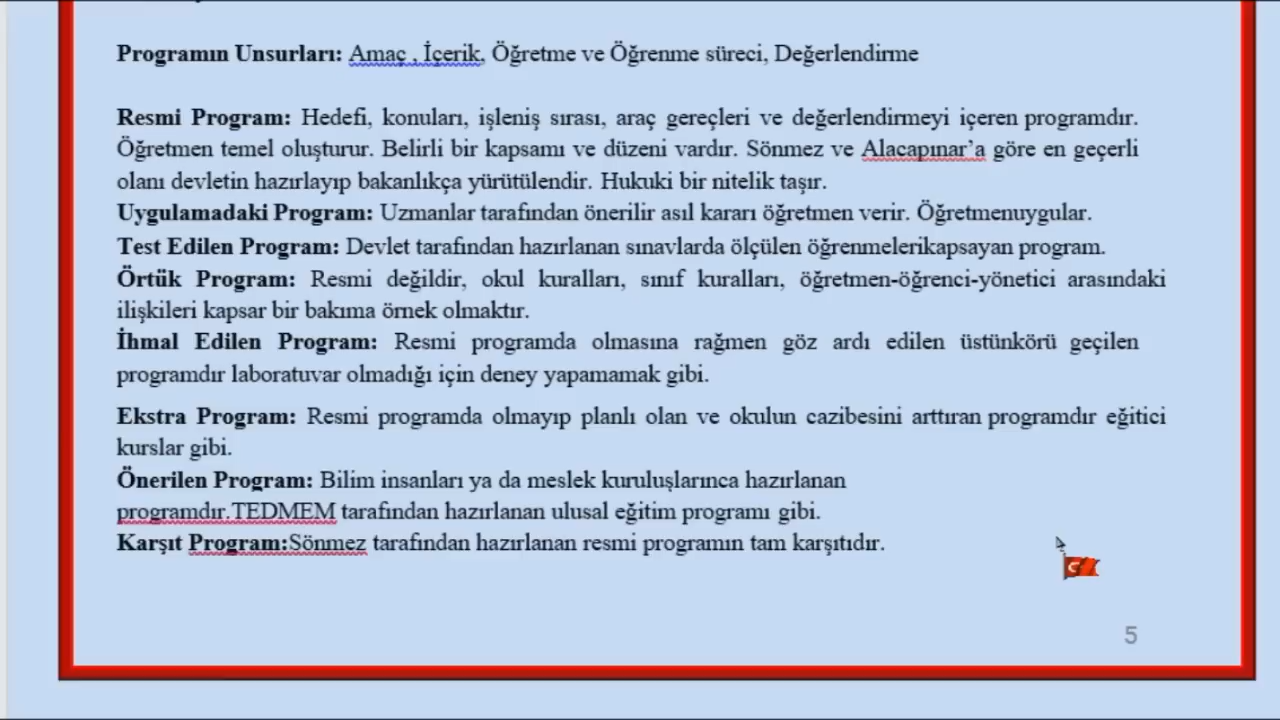 Programın Unsurları: Amaç , İçerik, Öğretme ve Öğrenme süreci, Değerlendirme
Resmi Program: Hedefi, konuları, işleniş sırası, araç gereçleri ve değerlendirmeyi içeren programdır.
Öğretmen temel oluşturur. Belirli bir kapsamı ve düzeni vardır. Sönmez ve Alacapınar’a göre en geçerli
olanı devletin hazırlayıp bakanlıkça yürütülendir. Hukuki bir nitelik taşır.
Uygulamadaki Program: Uzmanlar tarafından önerilir asıl kararı öğretmen verir. Öğretmenuygular.
Test Edilen Program: Devlet tarafından hazırlanan sınavlarda ölçülen öğrenmelerikapsayan program.
Örtük Program: Resmi değildir, okul kuralları, sınıf kuralları, öğretmen-öğrenci-yönetici arasındaki
ilişkileri kapsar bir bakıma örnek olmaktır.
İhmal Edilen Program: Resmi programda olmasına rağmen göz ardı edilen üstünkörü geçilen
programdır laboratuvar olmadığı için deney yapamamak gibi.
Ekstra Program: Resmi programda olmayıp planlı olan ve okulun cazibesini arttıran programdır eğitici
kurslar gibi.
Önerilen Program: Bilim insanları ya da meslek kuruluşlarınca hazırlanan
programdır.TEDMEM tarafından hazırlanan ulusal eğitim programı gibi.
Karşıt Program:Sönmez tarafından hazırlanan resmi programın tam karşıtıdır.
5